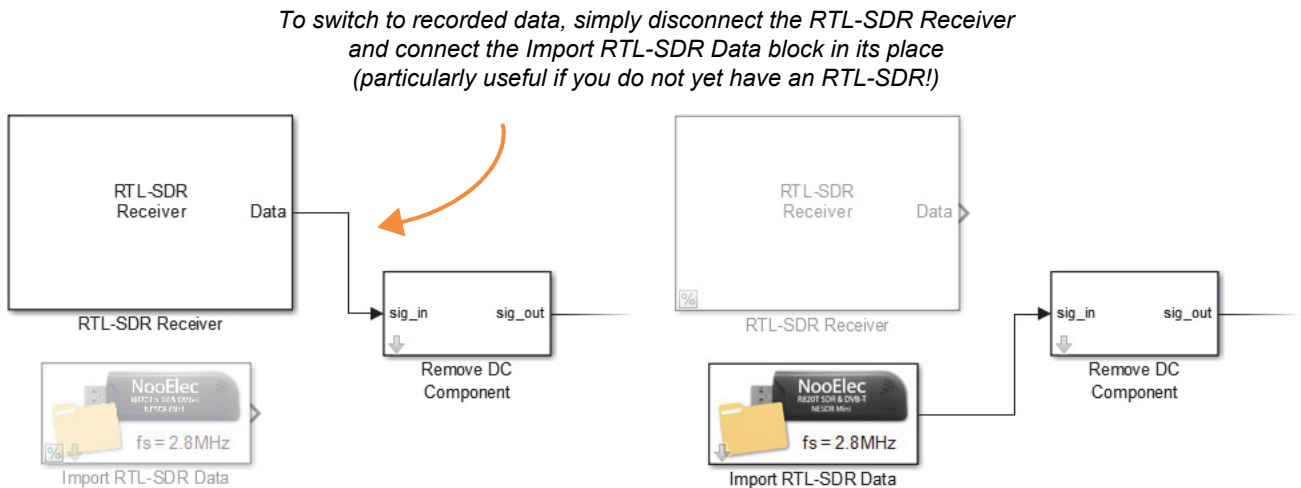 To switch to recorded data, simply disconnect the RTL-SDR Receiver
and connect the Import RTL-SDR Data block in its place
(particularly useful if you do not yet have an RTL-SDR!)
RTL-SDR
Receiver
Data
RTL-SDR Receiver
sig_in
sig_out
Remove DC
Component
NooElec
NESDR Mini
fs = 2.8MHz
%
Import RTL-SDR Data
RTL-SDR
Receiver
Data
%
RTL-SDR Receiver
sig_in
sig_out
Remove DC
Component
NooElec
R820T SDR & DVB-T
NESDR Mini
fs = 2.8MHz
Import RTL-SDR Data